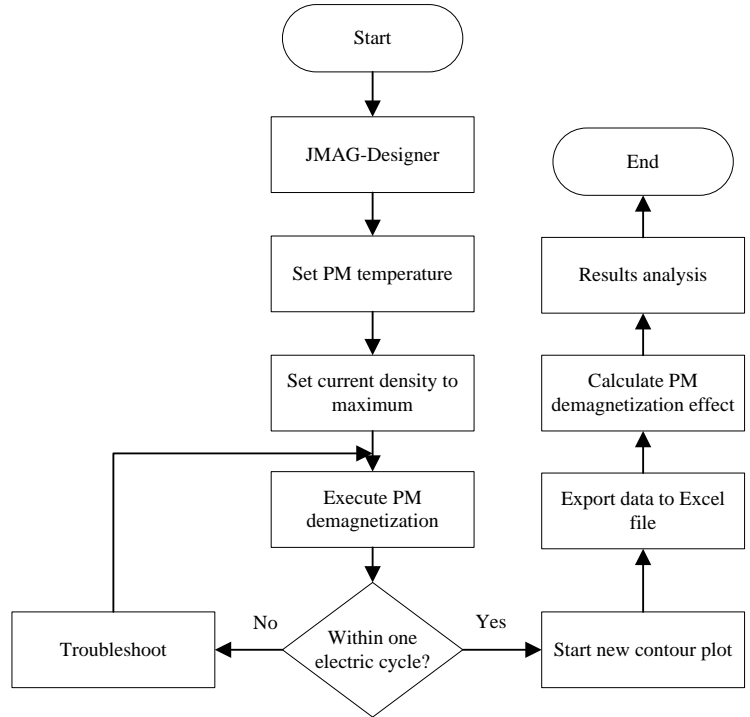 Start
JMAG-Designer
Set PM temperature
Set current density to
maximum
Execute PM
demagnetization
Within one
electric cycle?
No
Troubleshoot
Yes
Start new contour plot
Export data to Excel
file
Calculate PM
demagnetization effect
Results analysis
End